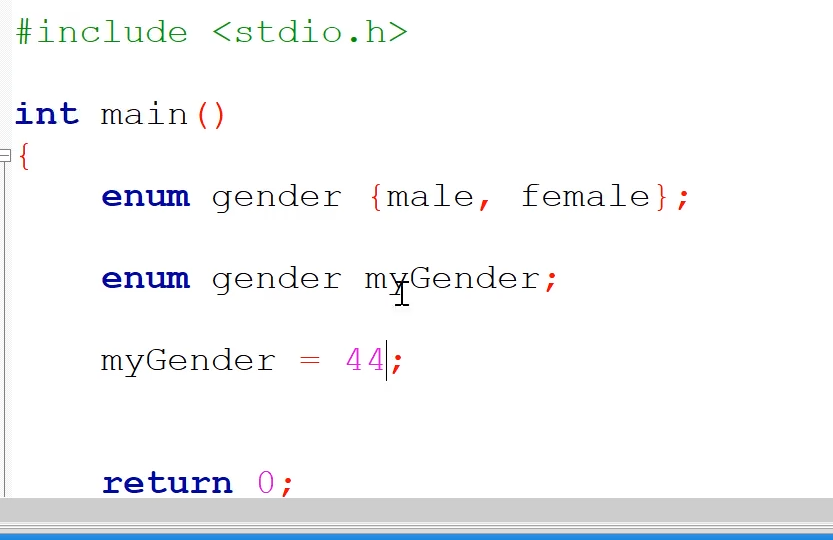 #include <stdio.h>
int main()
{
enum gender {male, female};
enum gender myGender;
myGender = 44;
return 0;